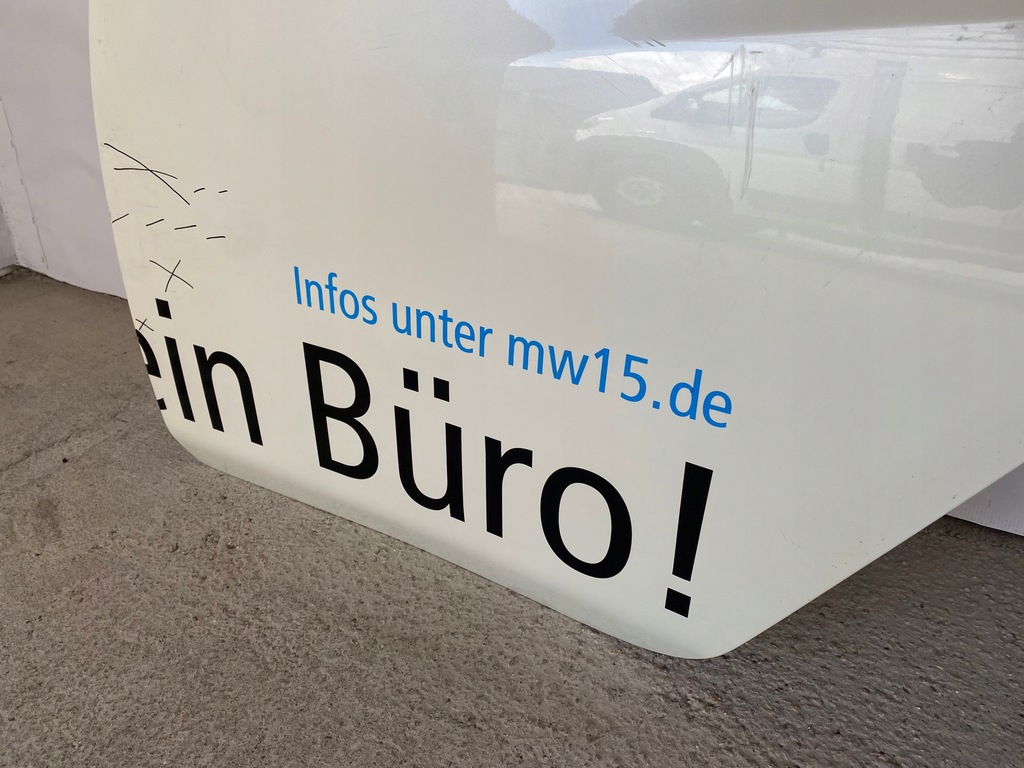 Infos unter mw15.de
ein Büro!